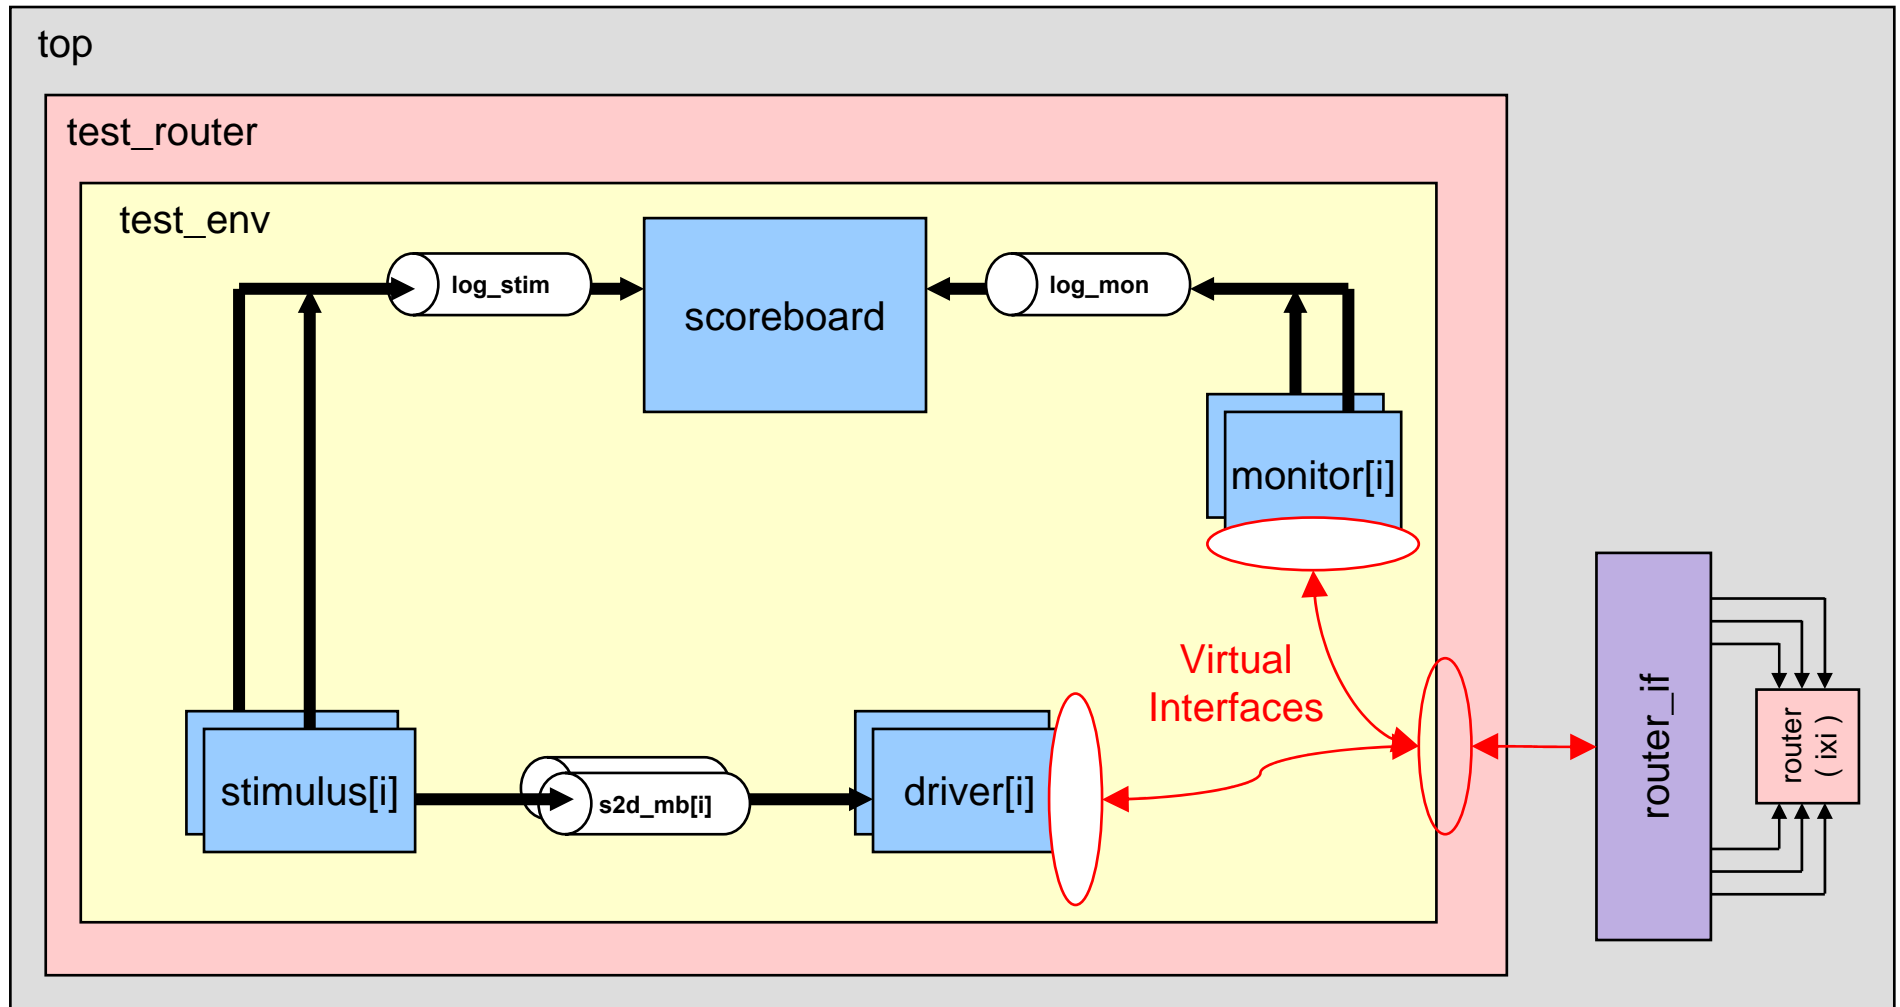 top
test_router
test_env
log_stim
scoreboard
log_mon
monitor[i]
Virtual
Interfaces
stimulus[i]
s2d_mb[i]
driver[i]
router_if
router
( ixi )